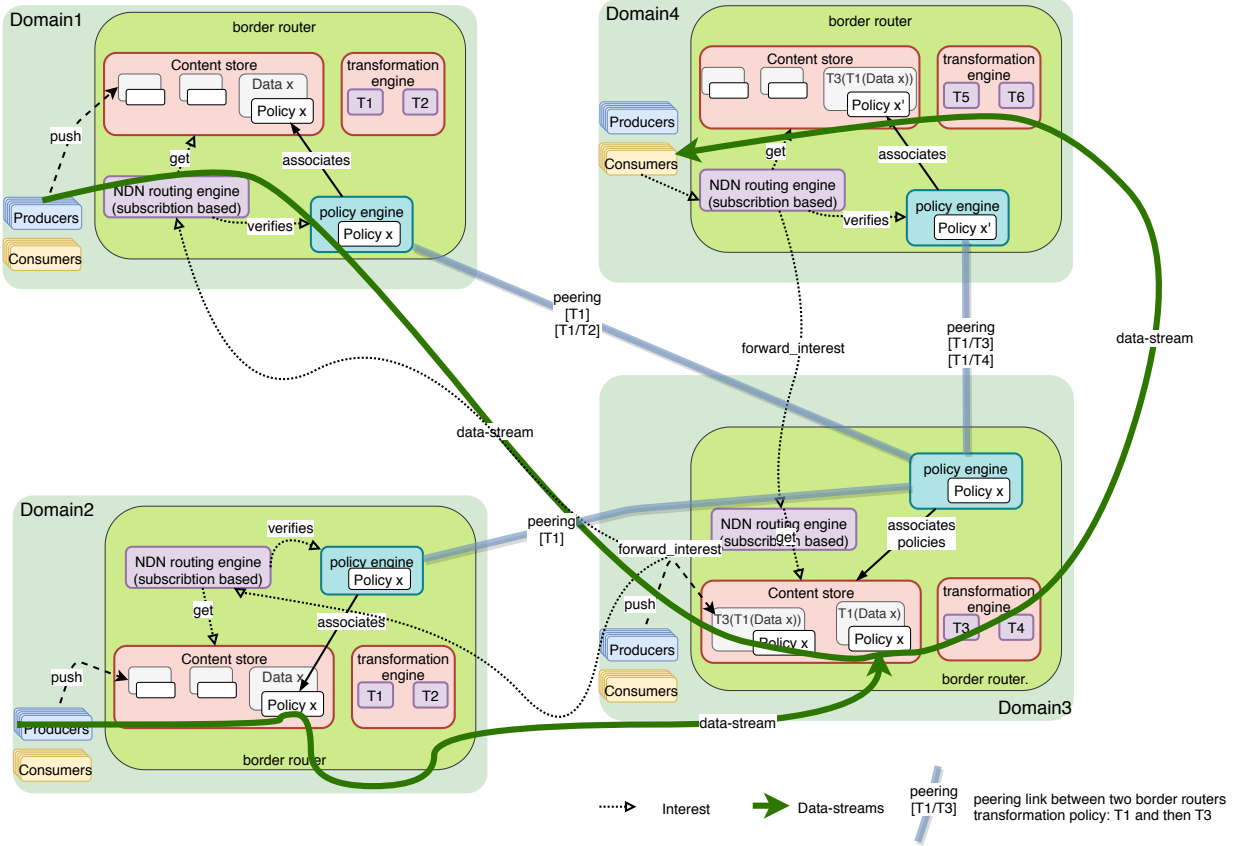 Domain1
border router
Content store
Data x
Policy x
transformation
engine
T1
T2
push
get
associates
NDN routing engine
(subscribtion based)
verifies
policy engine
Policy x
Producers
Consumers
Domain4
border router
Content store
T3(T1(Data x))
Policy x'
transformation
engine
T5
T6
Producers
Consumers
get
associates
NDN routing engine
(subscribtion based)
verifies
policy engine
Policy x'
peering
[T1]
[T1/T2]
peering
[T1/T3]
[T1/T4]
forward_interest
data-stream
data-stream
Domain2
verifies
NDN routing engine
(subscribtion based)
policy engine
Policy x
get
associates
Content store
Data x
Policy x
transformation
engine
T1
T2
push
Producers
Consumers
border router
peering
[T1]
policy engine
Policy x
NDN routing engine
(subscribtion based)
get
associates
policies
forward_interest
push
Content store
T3(T1(Data x))
Policy x
T1(Data x)
Policy x
transformation
engine
T3
T4
Producers
Consumers
border router.
Domain3
data-stream
Interest
Data-streams
peering
[T1/T3]
peering link between two border routers
transformation policy: T1 and then T3